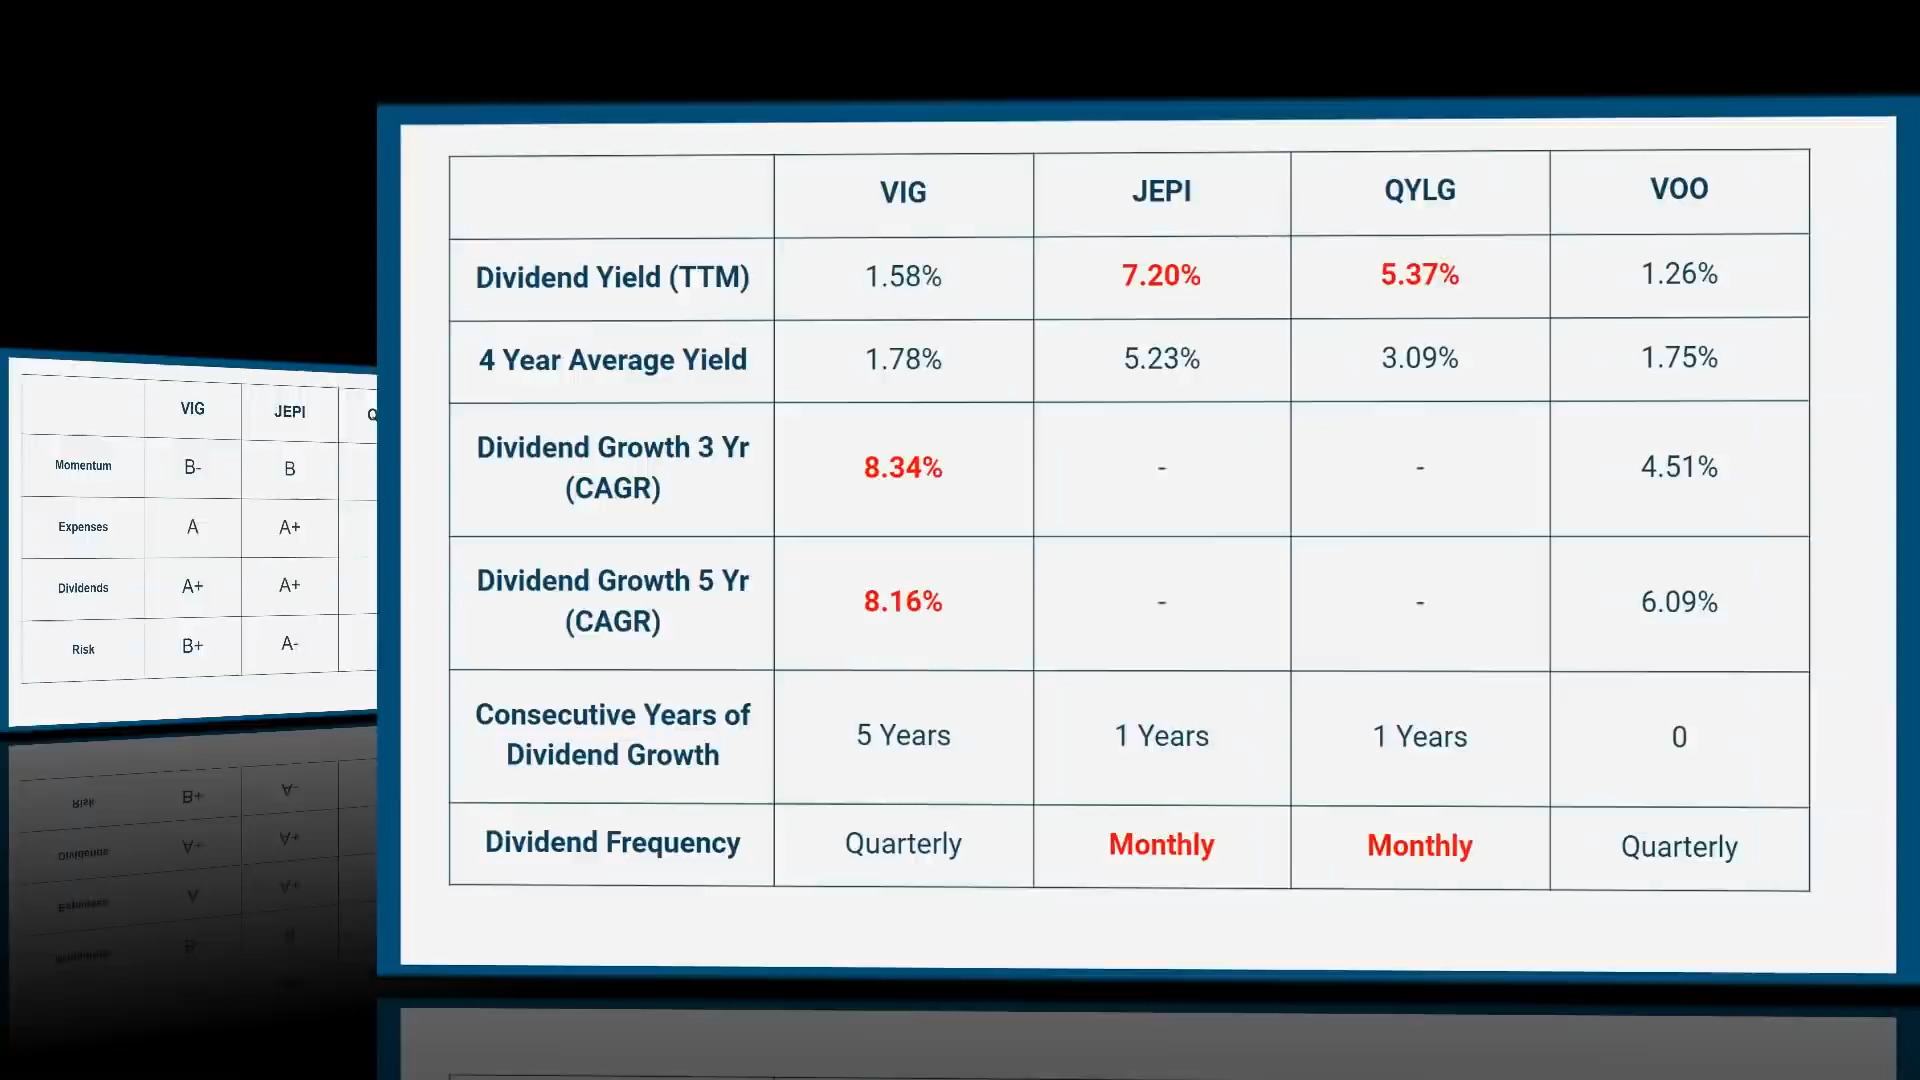 VIG JEPI Q
Momentum B- B
Expenses A A+
Dividends A+ A+
Risk B+ A-
VIG JEPI QYLG VOO
Dividend Yield (TTM) 1.58% 7.20% 5.37% 1.26%
4 Year Average Yield 1.78% 5.23% 3.09% 1.75%
Dividend Growth 3 Yr
(CAGR) 8.34% - - 4.51%
Dividend Growth 5 Yr
(CAGR) 8.16% - - 6.09%
Consecutive Years of
Dividend Growth 5 Years 1 Years 1 Years 0
Dividend Frequency Quarterly Monthly Monthly Quarterly